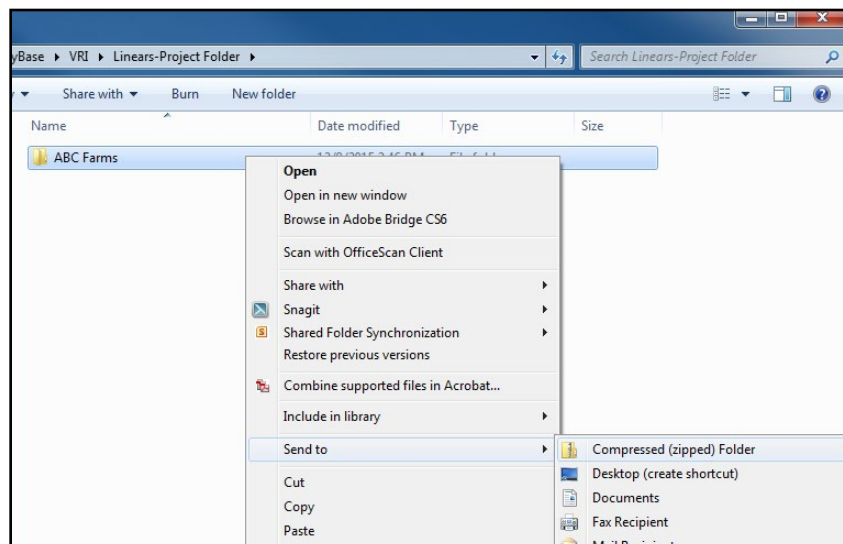 yBase ▸ VRI ▸ Linears-Project Folder ▸ Search Linears-Project Folder
Share with Burn New folder
Name Date modified Type Size
ABC Farms
Open
Open in new window
Browse in Adobe Bridge CS6
Scan with OfficeScan Client
Share with
Snagit
Shared Folder Synchronization
Restore previous versions
Combine supported files in Acrobat...
Include in library
Send to
Compressed (zipped) Folder
Desktop (create shortcut)
Documents
Fax Recipient
Cut
Copy
Paste